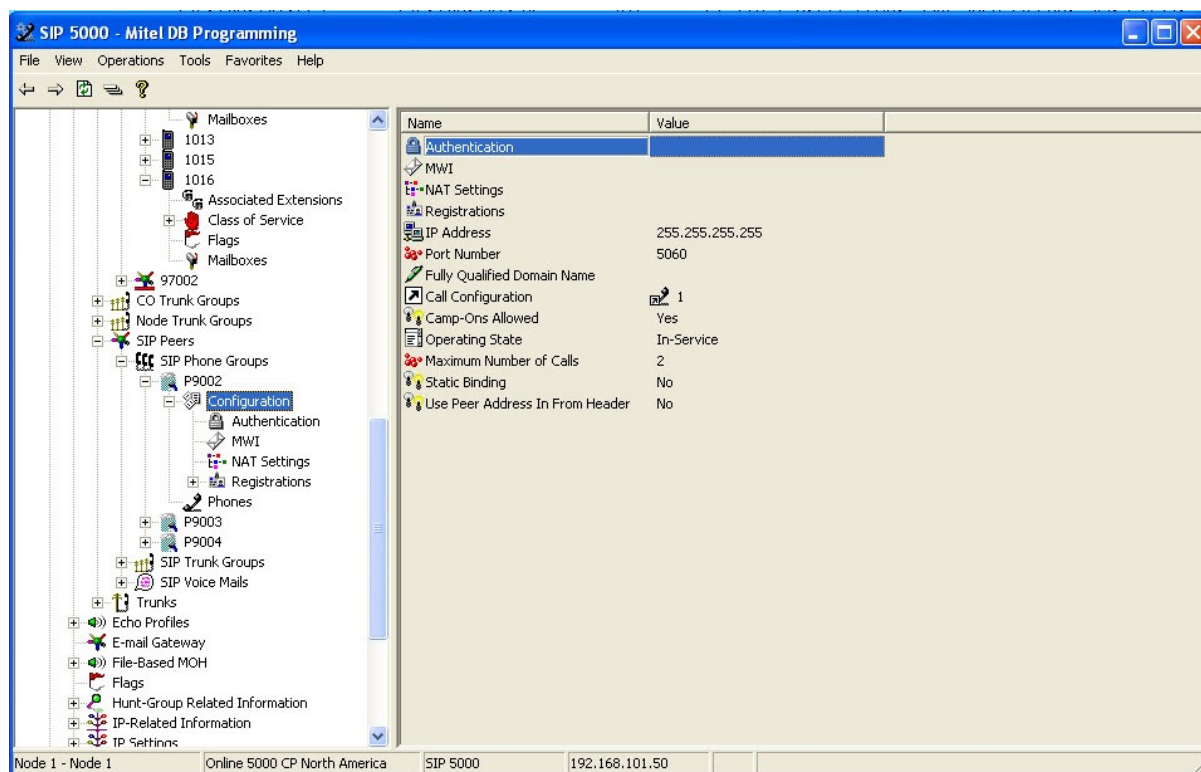 SIP 5000 - Mitel DB Programming
File View Operations Tools Favorites Help
Mailboxes
1013
1015
1016
Associated Extensions
Class of Service
Flags
Mailboxes
97002
CO Trunk Groups
Node Trunk Groups
SIP Peers
SIP Phone Groups
P9002
Configuration
Authentication
MWI
NAT Settings
Registrations
Phones
P9003
P9004
SIP Trunk Groups
SIP Voice Mails
Trunks
Echo Profiles
E-mail Gateway
File-Based MOH
Flags
Hunt-Group Related Information
IP-Related Information
IP Settings
Name Value
Authentication
MWI
NAT Settings
Registrations
IP Address 255.255.255.255
Port Number 5060
Fully Qualified Domain Name
Call Configuration 1
Camp-Ons Allowed Yes
Operating State In-Service
Maximum Number of Calls 2
Static Binding No
Use Peer Address In From Header No
Node 1 - Node 1 Online 5000 CP North America SIP 5000 192.168.101.50